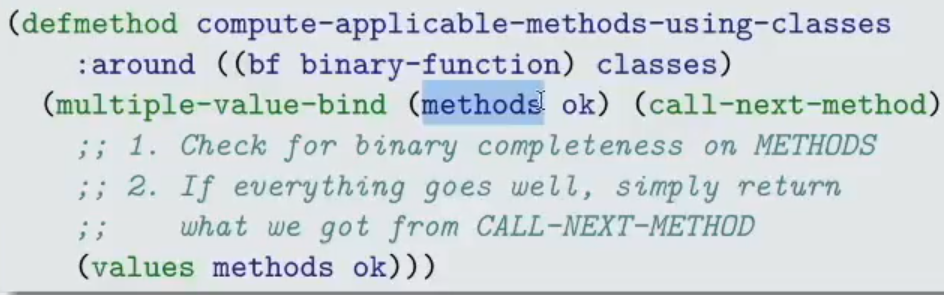 (defmethod compute-applicable-methods-using-classes
:around ((bf binary-function) classes)
(multiple-value-bind (methods ok) (call-next-method)
;; 1. Check for binary completeness on METHODS
;; 2. If everything goes well, simply return
;; what we got from CALL-NEXT-METHOD
(values methods ok)))